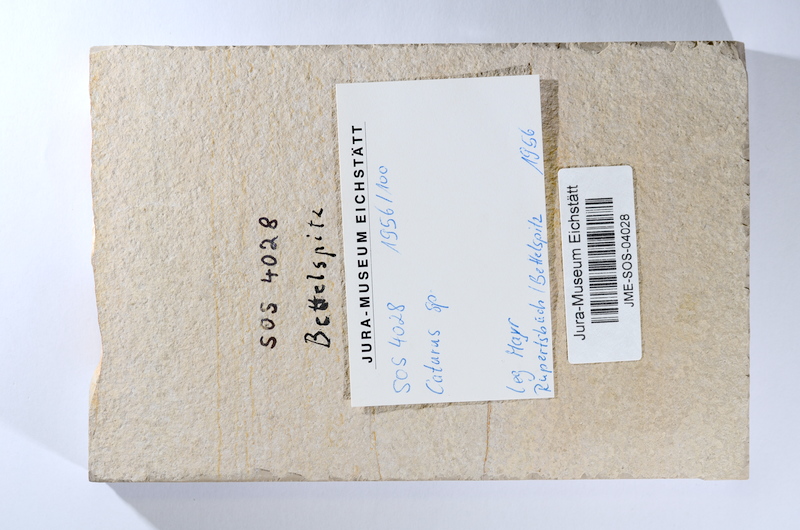 SOS 4028
Bettelspitz
JURA-MUSEUM EICHSTÄTT
SOS 4028 1956/100
Caturus sp.
leg Mayr
Rupertsbuch/Bettelspitz 1956
Jura-Museum Eichstätt
JME-SOS-04028